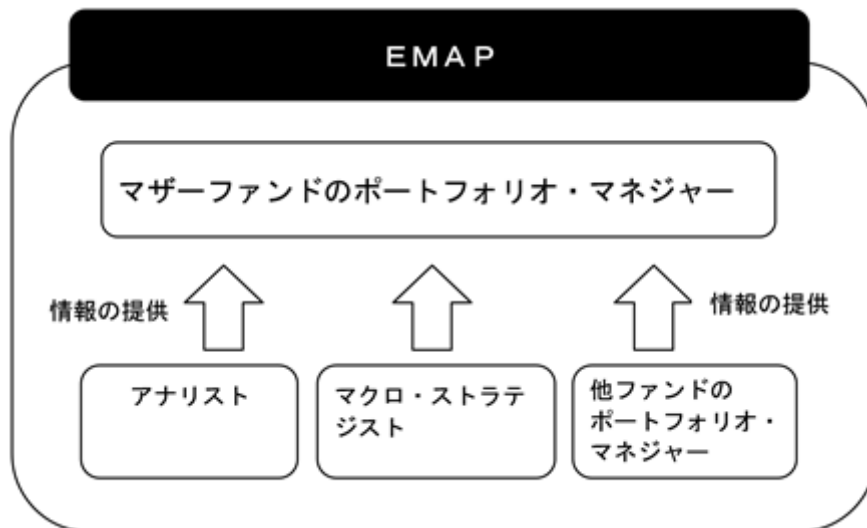 ＥＭＡＰ
マザーファンドのポートフォリオ・マネジャー
情報の提供
情報の提供
アナリスト
マクロ・ストラテ
ジスト
他ファンドの
ポートフォリオ・
マネジャー